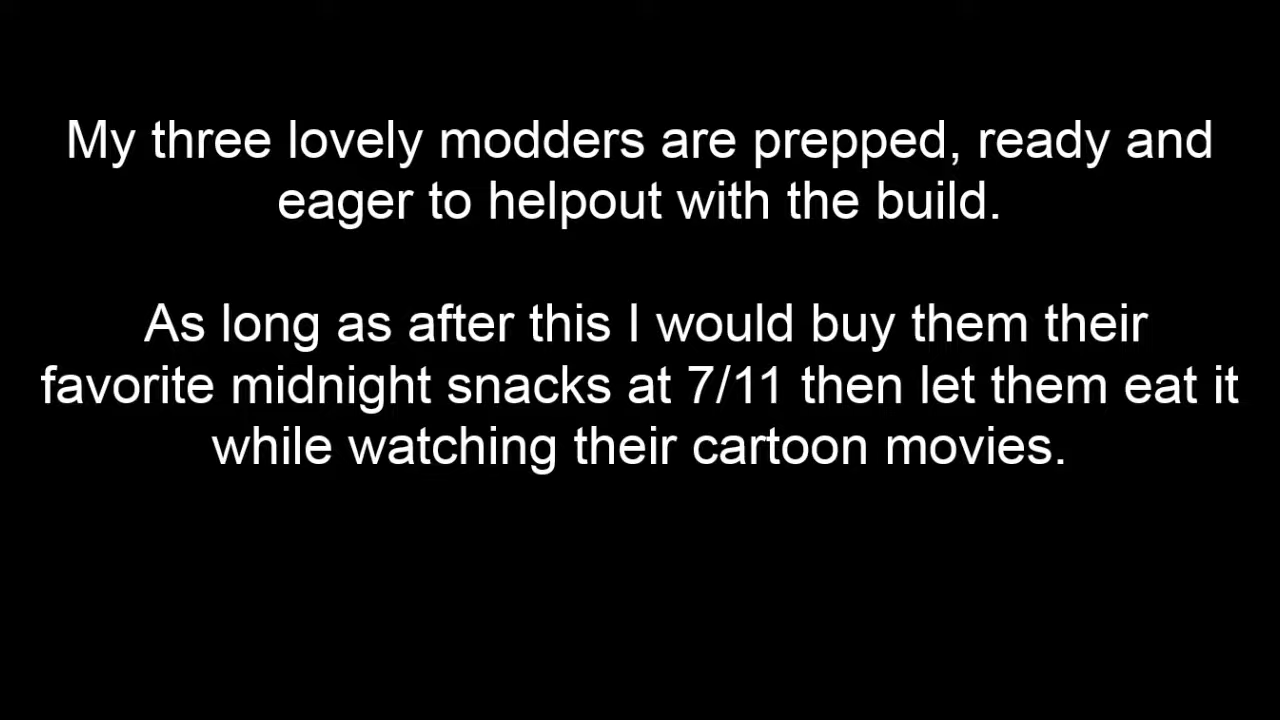 My three lovely modders are prepped, ready and
eager to helpout with the build.
As long as after this I would buy them their
favorite midnight snacks at 7/11 then let them eat it
while watching their cartoon movies.